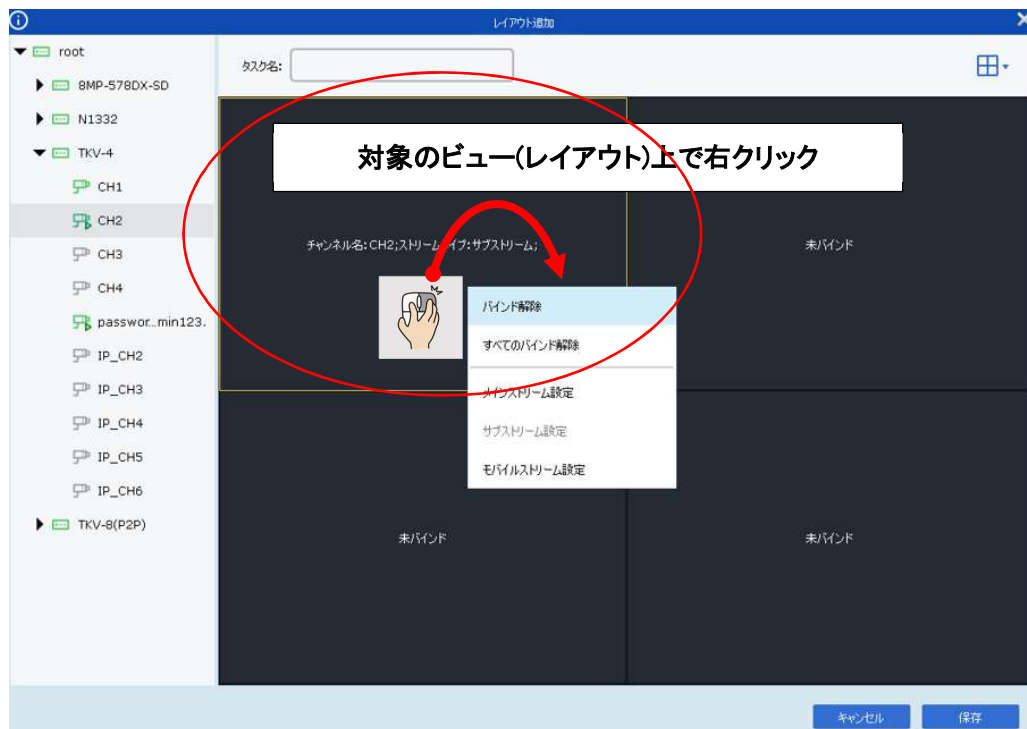 レイアウト追加
root
8MP-578DX-SD
N1332
TKV-4
CH1
CH2
CH3
CH4
passwor...min123.
IP_CH2
IP_CH3
IP_CH4
IP_CH5
IP_CH6
TKV-8(P2P)
タスク名:
対象のビュー(レイアウト)上で右クリック
チャンネル名:CH2;ストリームタイプ:サブストリーム;
未バインド
バインド解除
すべてのバインド解除
メインストリーム設定
サブストリーム設定
モバイルストリーム設定
未バインド
未バインド
キャンセル
保存